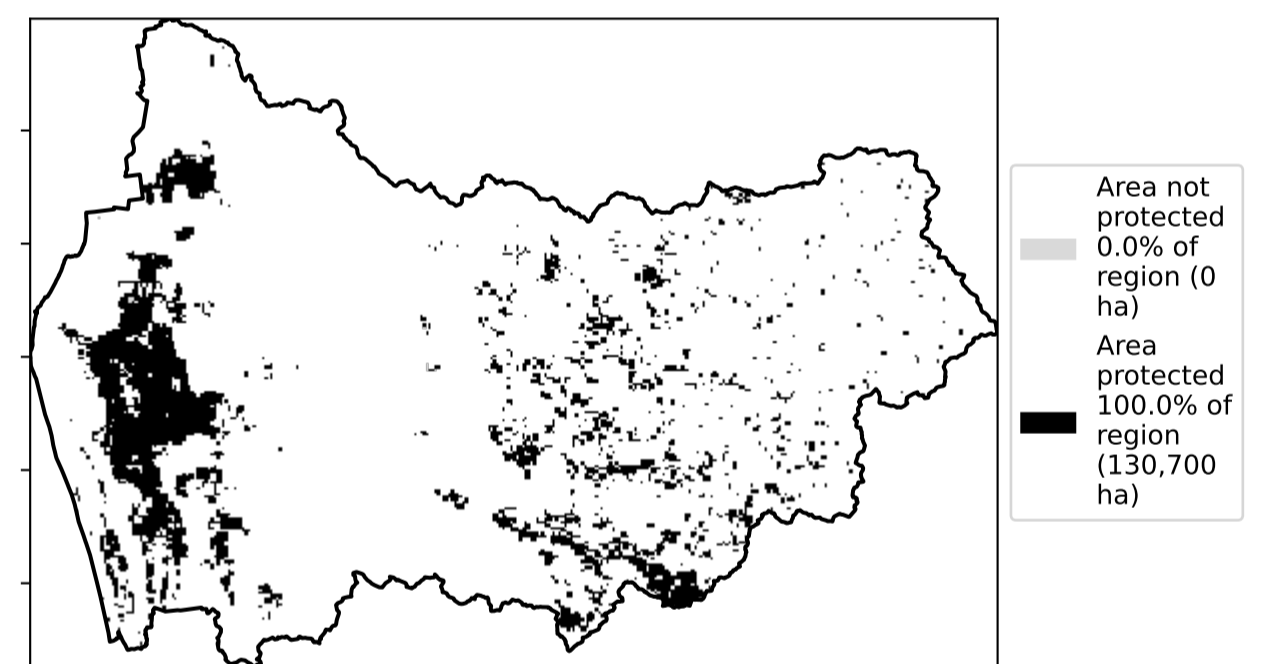 Area not
protected
0.0% of
region (0
ha)
Area
protected
100.0% of
region
(130,700
ha)